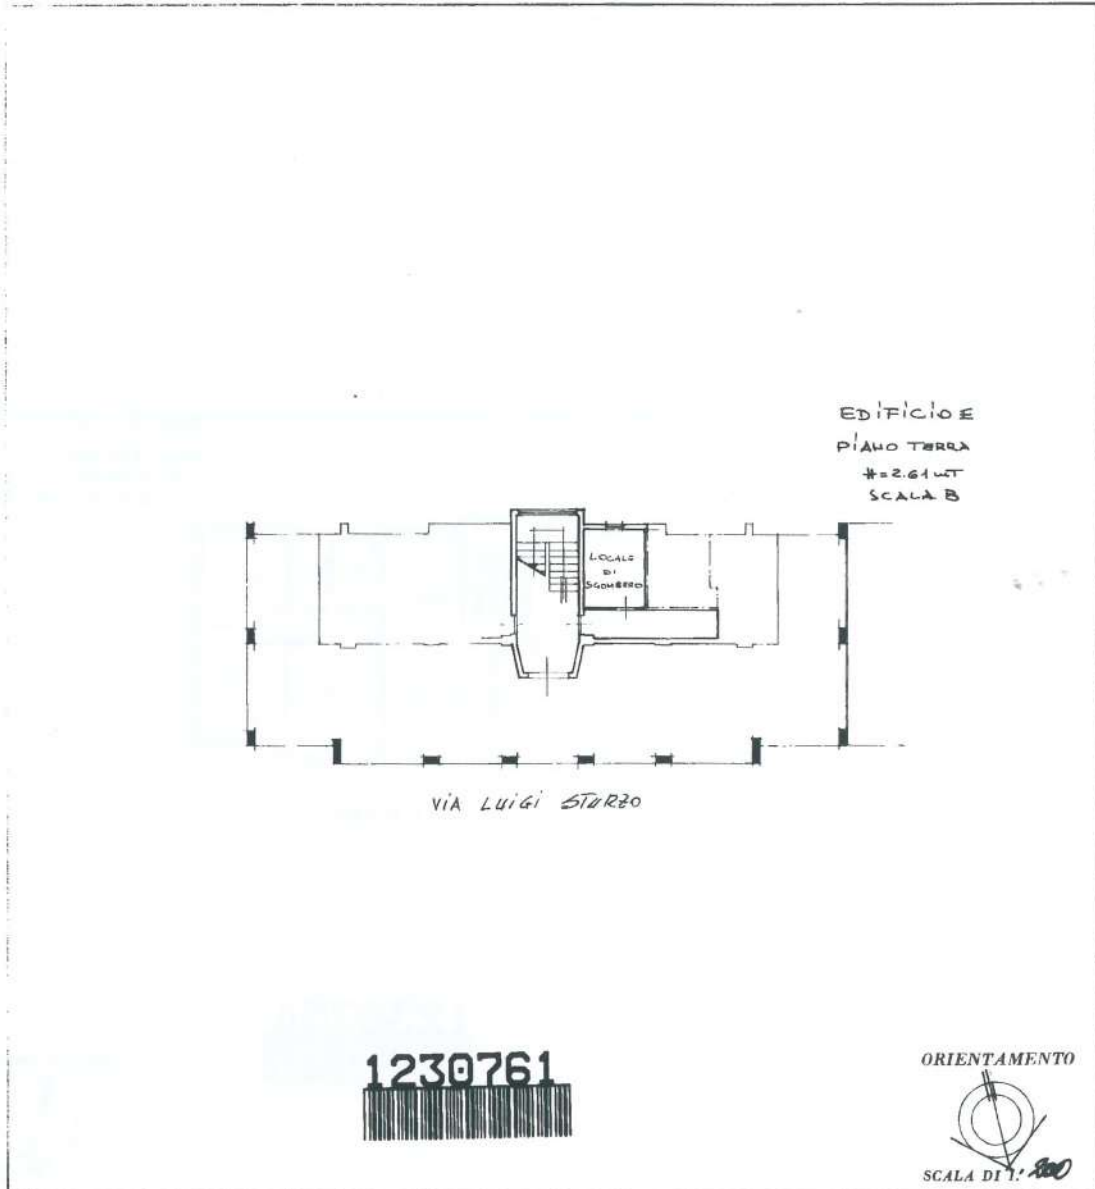 EDIFICIO E
PIANO TERRA
H=2.61 mT
SCALA B
LOCALE
DI
SGOMBERO
VIA LUIGI STURZO
1230761
ORIENTAMENTO
SCALA DI 1: 200